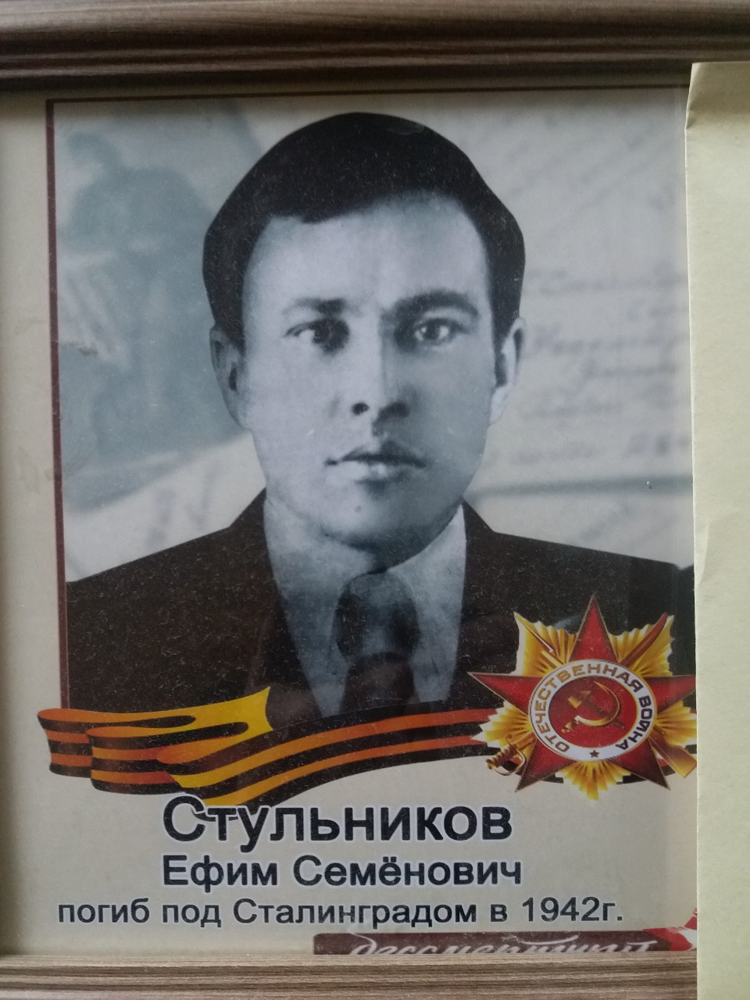 ОТЕЧЕСТВЕННАЯ ВОЙНА
Стульников
Ефим Семёнович
погиб под Сталинградом в 1942г.